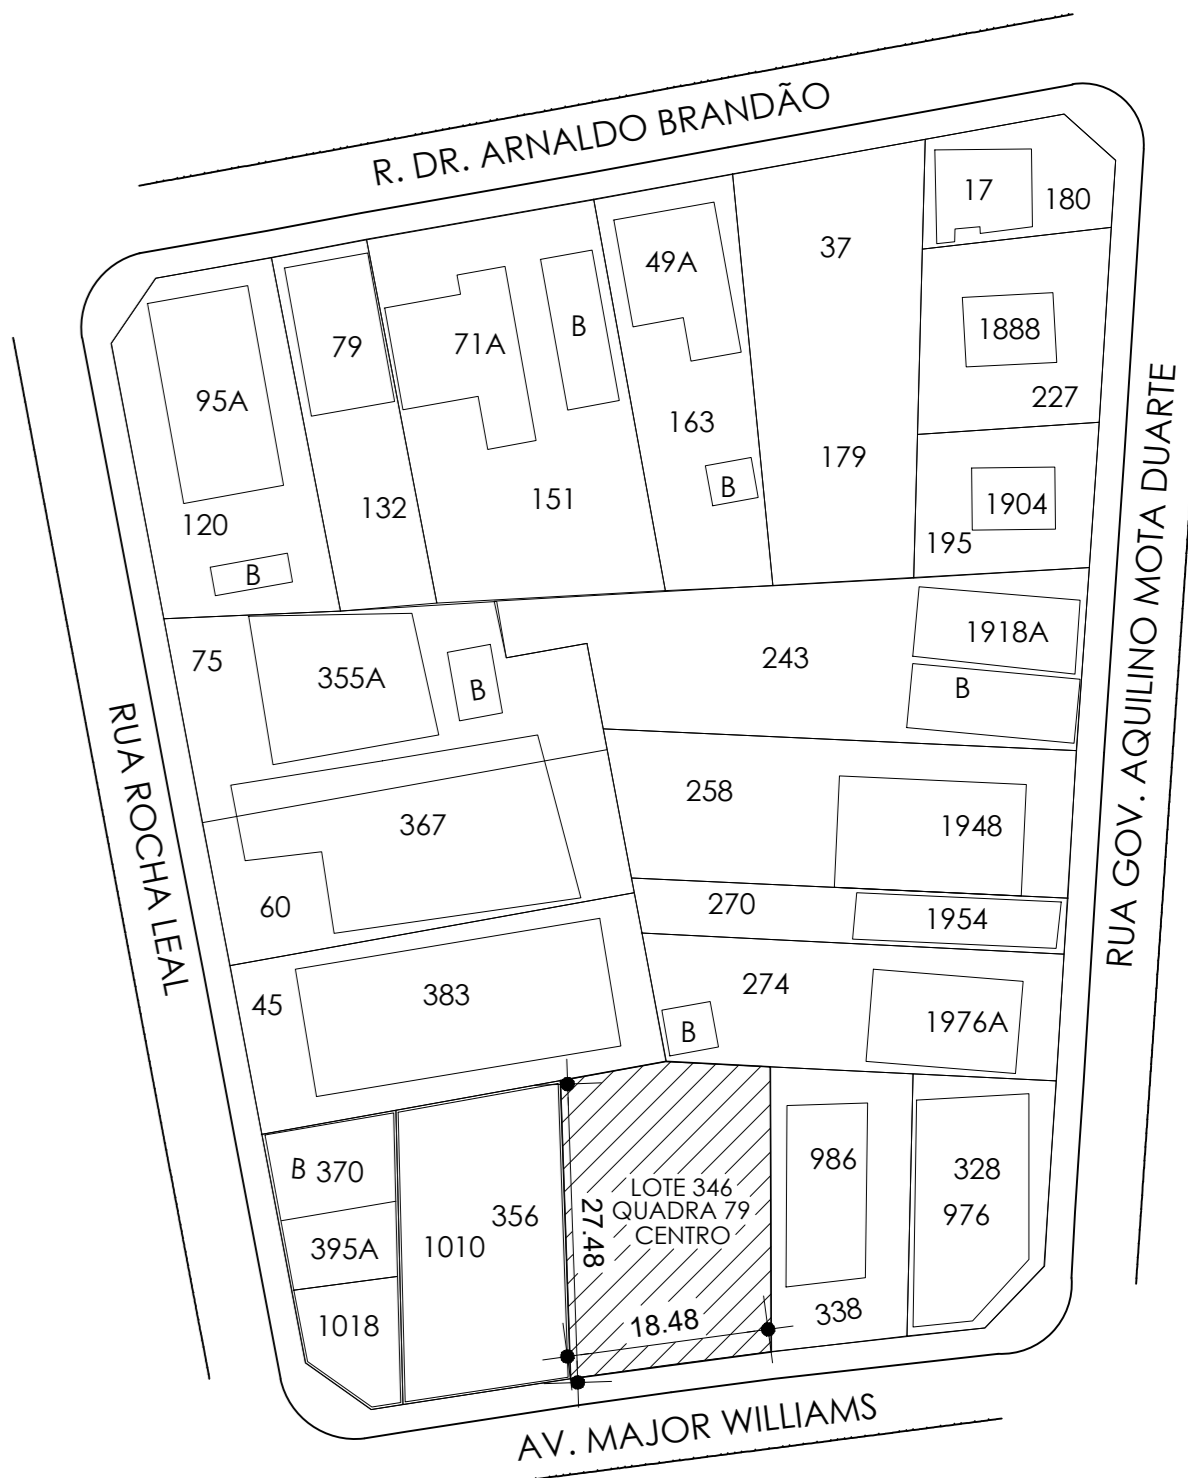 R. DR. ARNALDO BRANDÃO
17
180
37
49A
1888
79
71A
B
227
95A
163
179
B
1904
132
151
120
195
B
1918A
75
355A
243
B
B
RUA GOV. AQUILINO MOTA DUARTE
RUA ROCHA LEAL
258
367
1948
60
270
1954
45
383
274
B
1976A
986
328
B 370
LOTE 346
QUADRA 79
CENTRO
356
976
395A
1010
27.48
1018
18.48
338
AV. MAJOR WILLIAMS